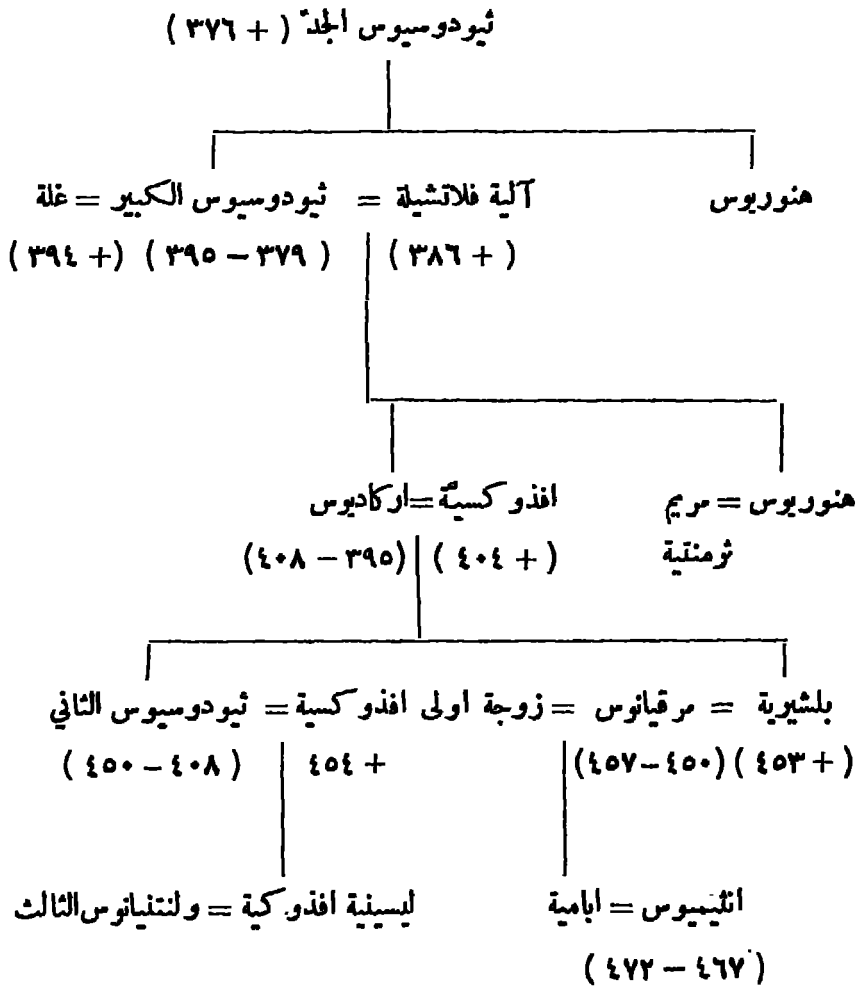 ثيودوسيوس الجدّ ( + ٣٧٦ )
هنوريوس آلية فلاتشيلة = ثيودوسيوس الكبير = غلة
( + ٣٨٦ ) ( ٣٧٩ – ٣٩٥ ) ( + ٣٩٤ )
هنوريوس = مريم افذوكسيّة = اركاديوس
ثرمنتية ( + ٤٠٤ ) ( ٣٩٥ – ٤٠٨ )
بلشيرية = مرقيانوس = زوجة اولى افذوكسية = ثيودوسيوس الثاني
( + ٤٥٣ ) ( ٤٥٠ – ٤٥٧ ) + ٤٥٤ ( ٤٠٨ – ٤٥٠ )
انثيميوس = ابامية ليسينية افذوكية = ولنتنيانوس الثالث
( ٤٦٧ – ٤٧٢ )